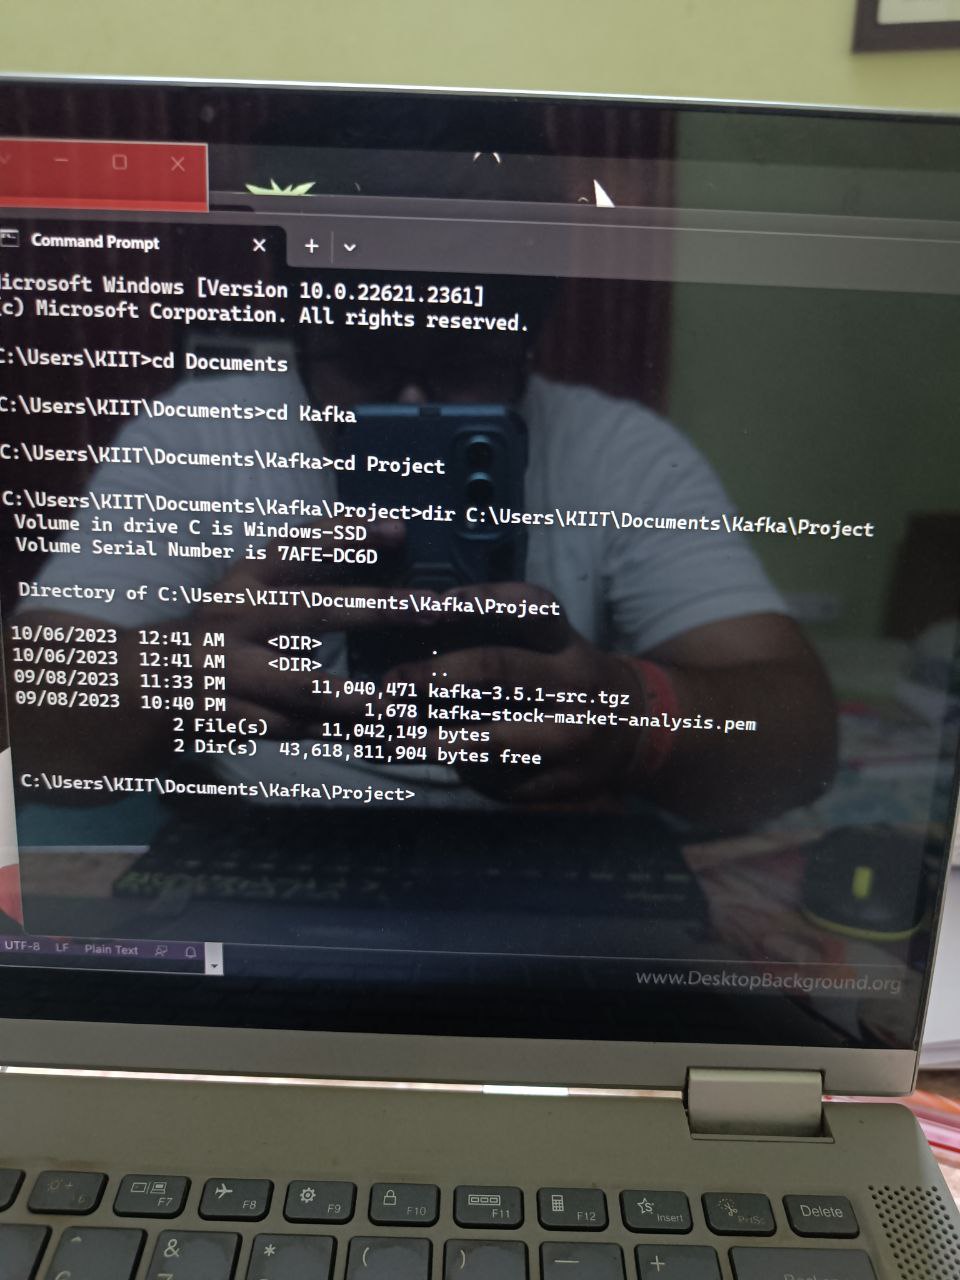 Command Prompt
icrosoft Windows [Version 10.0.22621.2361]
c) Microsoft Corporation. All rights reserved.
C:\Users\KIIT>cd Documents
C:\Users\KIIT\Documents>cd Kafka
C:\Users\KIIT\Documents\Kafka>cd Project
C:\Users\KIIT\Documents\Kafka\Project>dir C:\Users\KIIT\Documents\Kafka\Project
Volume in drive C is Windows-SSD
Volume Serial Number is 7AFE-DC6D
Directory of C:\Users\KIIT\Documents\Kafka\Project
10/06/2023 12:41 AM <DIR> .
10/06/2023 12:41 AM <DIR> ..
09/08/2023 11:33 PM 11,040,471 kafka-3.5.1-src.tgz
09/08/2023 10:40 PM 1,678 kafka-stock-market-analysis.pem
2 File(s) 11,042,149 bytes
2 Dir(s) 43,618,811,904 bytes free
C:\Users\KIIT\Documents\Kafka\Project>
UTF-8 LF Plain Text
www.DesktopBackground.org
F7 F8 F9 F10 F11 F12 Insert PrtSc Delete
& * ( ) — +